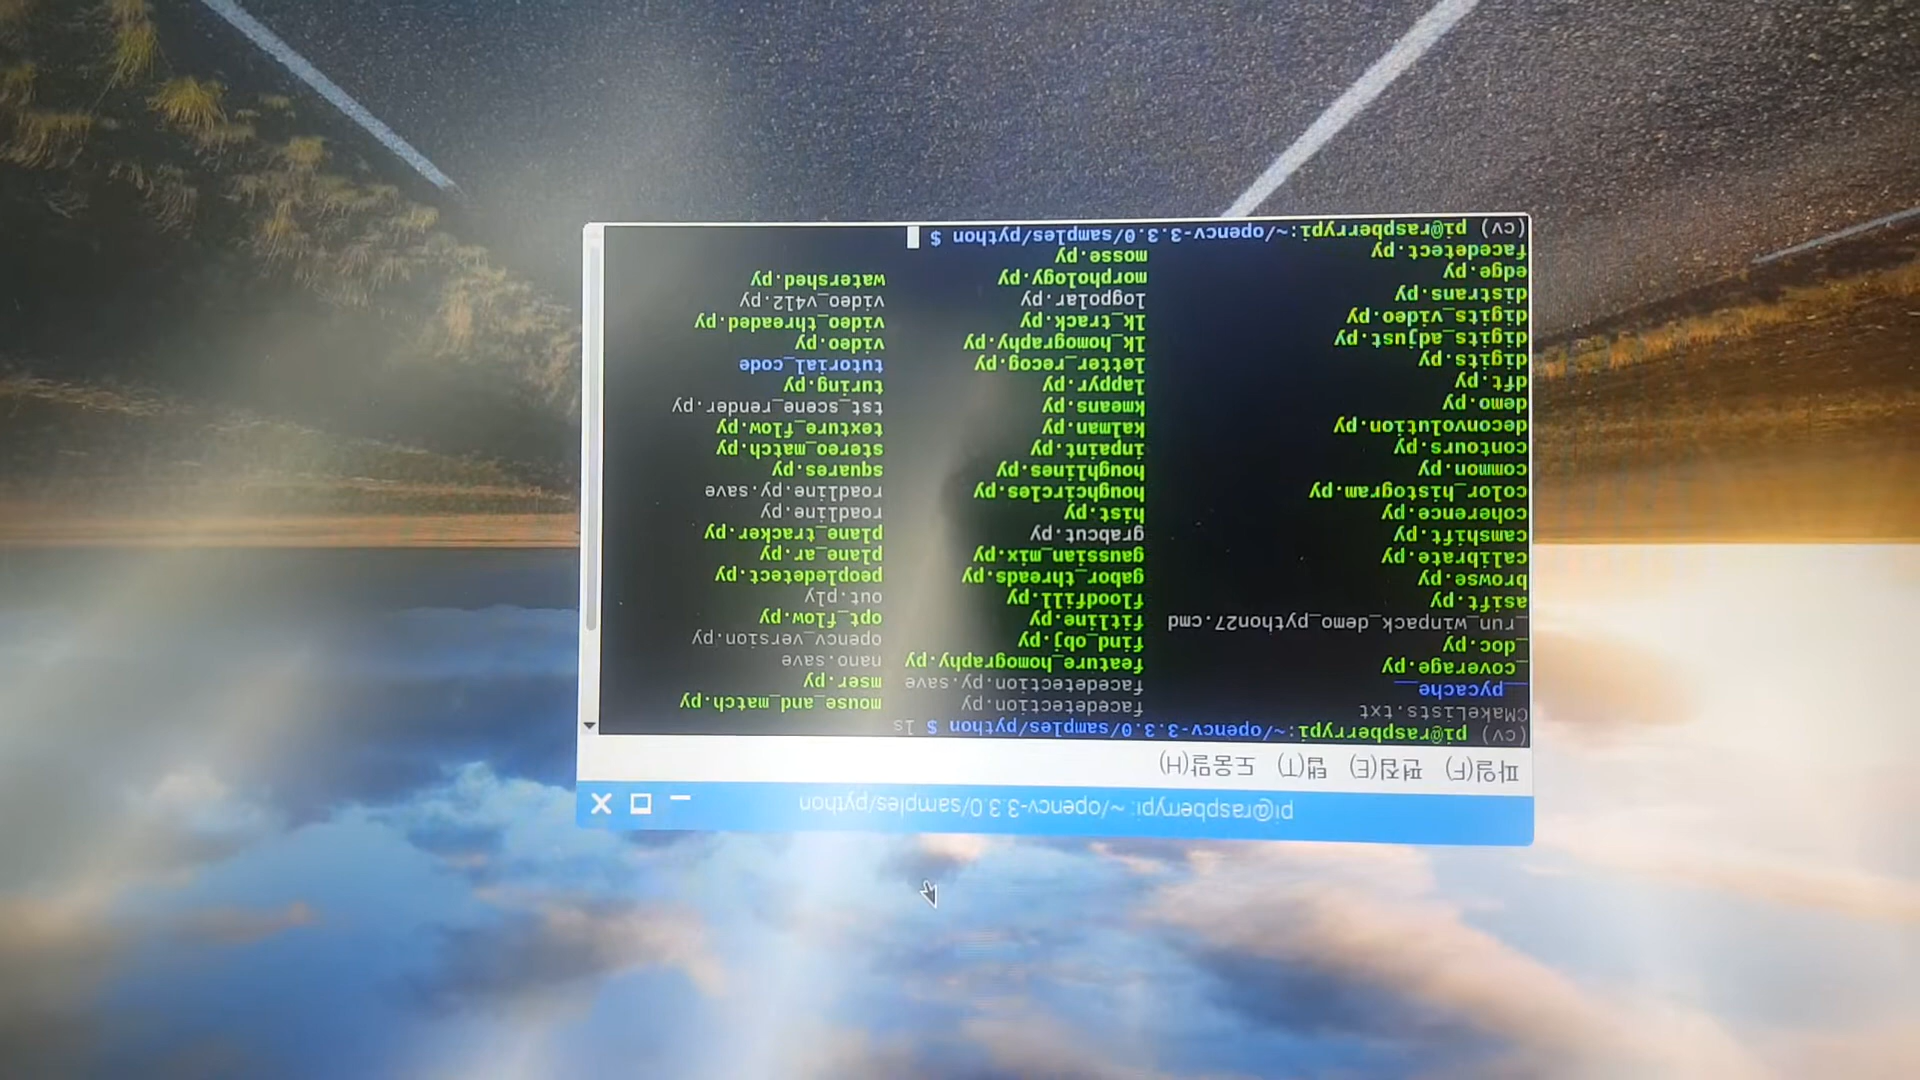 pi@raspberrypi: ~/opencv-3.3.0/samples/python
파일(F) 편집(E) 탭(T) 도움말(H)
(cv) pi@raspberrypi:~/opencv-3.3.0/samples/python $ ls
CMakeLists.txt facedetection.py mouse_and_match.py
__pycache__ facedetection.py.save mser.py
_coverage.py feature_homography.py nano.save
_doc.py find_obj.py opencv_version.py
_run_winpack_demo_python27.cmd fitline.py opt_flow.py
asift.py floodfill.py out.ply
browse.py gabor_threads.py peopledetect.py
calibrate.py gaussian_mix.py plane_ar.py
camshift.py grabcut.py plane_tracker.py
coherence.py hist.py roadline.py
color_histogram.py houghcircles.py roadline.py.save
common.py houghlines.py squares.py
contours.py inpaint.py stereo_match.py
deconvolution.py kalman.py texture_flow.py
demo.py kmeans.py tst_scene_render.py
dft.py lappyr.py turing.py
digits.py letter_recog.py tutorial_code
digits_adjust.py lk_homography.py video.py
digits_video.py lk_track.py video_threaded.py
distrans.py logpolar.py video_v4l2.py
edge.py morphology.py watershed.py
facedetect.py mosse.py
(cv) pi@raspberrypi:~/opencv-3.3.0/samples/python $